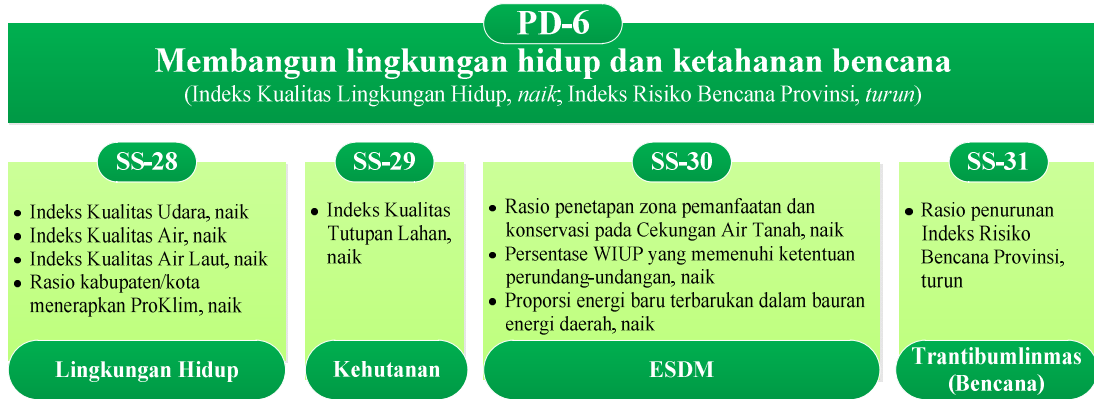 PD-6
Membangun lingkungan hidup dan ketahanan bencana
(Indeks Kualitas Lingkungan Hidup, naik; Indeks Risiko Bencana Provinsi, turun)
SS-28
• Indeks Kualitas Udara, naik
• Indeks Kualitas Air, naik
• Indeks Kualitas Air Laut, naik
• Rasio kabupaten/kota
menerapkan ProKlim, naik
Lingkungan Hidup
SS-29
• Indeks Kualitas
Tutupan Lahan,
naik
Kehutanan
SS-30
• Rasio penetapan zona pemanfaatan dan
konservasi pada Cekungan Air Tanah, naik
• Persentase WIUP yang memenuhi ketentuan
perundang-undangan, naik
• Proporsi energi baru terbarukan dalam bauran
energi daerah, naik
ESDM
SS-31
• Rasio penurunan
Indeks Risiko
Bencana Provinsi,
turun
Trantibumlinmas
(Bencana)